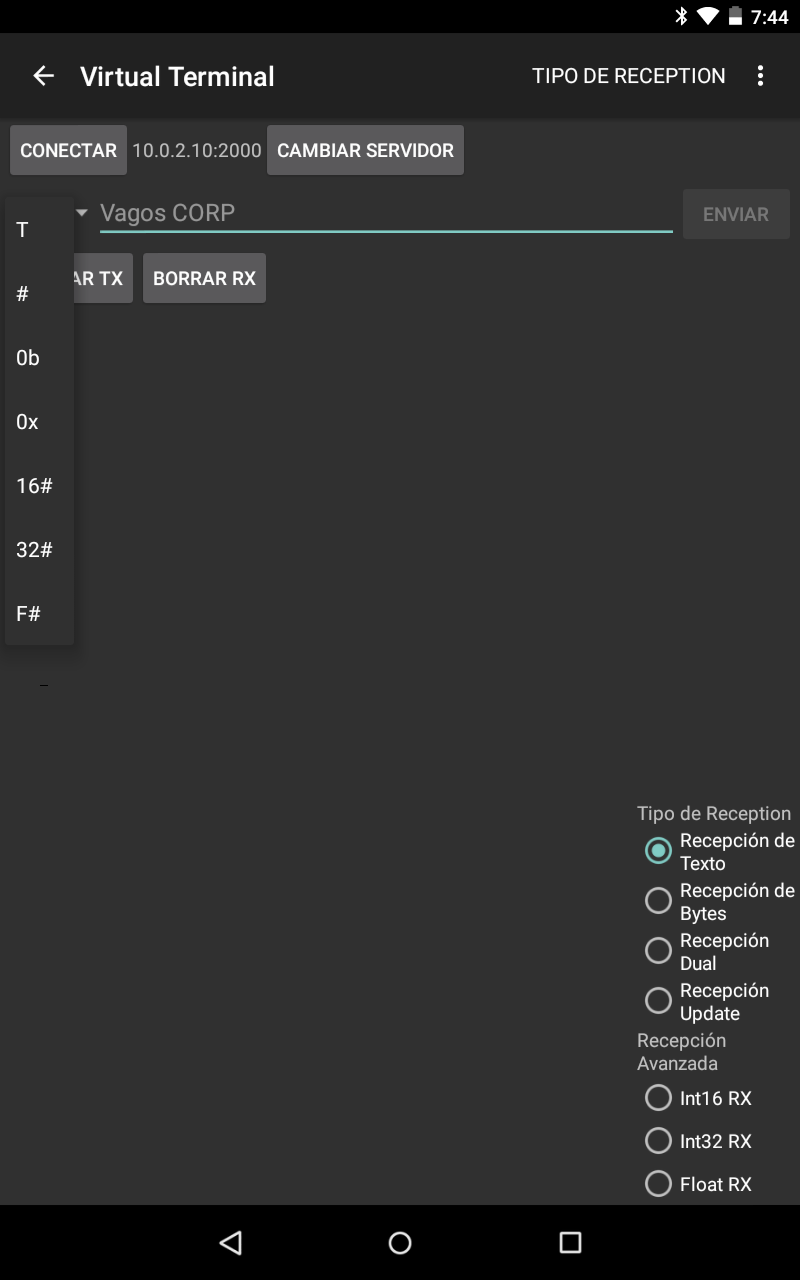 7:44
Virtual Terminal
TIPO DE RECEPTION
CONECTAR
10.0.2.10:2000
CAMBIAR SERVIDOR
Vagos CORP
ENVIAR
T
#
0b
0x
16#
32#
F#
AR TX
BORRAR RX
Tipo de Reception
Recepción de
Texto
Recepción de
Bytes
Recepción
Dual
Recepción
Update
Recepción
Avanzada
Int16 RX
Int32 RX
Float RX